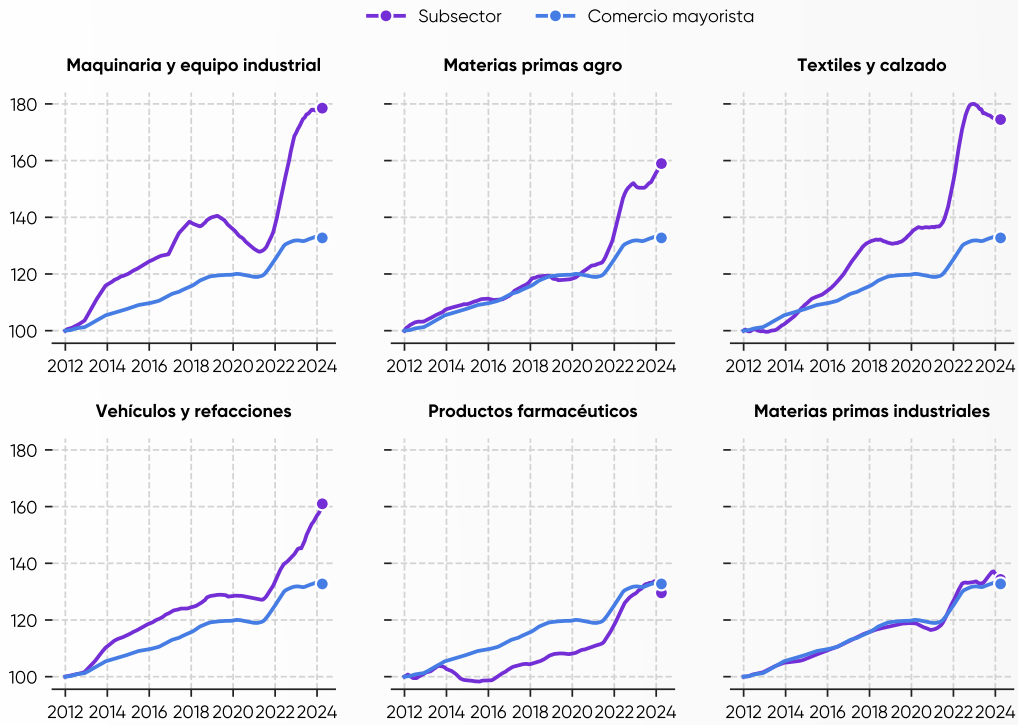 Subsector Comercio mayorista
Maquinaria y equipo industrial
180
160
140
120
100
2012 2014 2016 2018 2020 2022 2024
Materias primas agro
2012 2014 2016 2018 2020 2022 2024
Textiles y calzado
2012 2014 2016 2018 2020 2022 2024
Vehículos y refacciones
180
160
140
120
100
2012 2014 2016 2018 2020 2022 2024
Productos farmacéuticos
2012 2014 2016 2018 2020 2022 2024
Materias primas industriales
2012 2014 2016 2018 2020 2022 2024